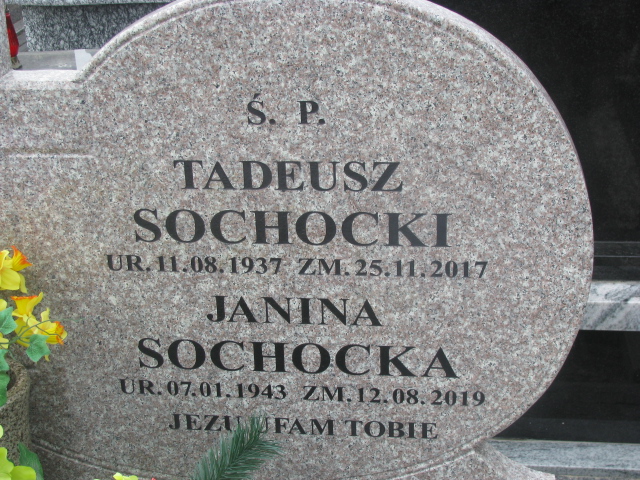 Ś. P.
TADEUSZ
SOCHOCKI
UR.11.08.1937 ZM.25.11.2017
JANINA
SOCHOCKA
UR.07.01.1943 ZM.12.08.2019
JEZU UFAM TOBIE